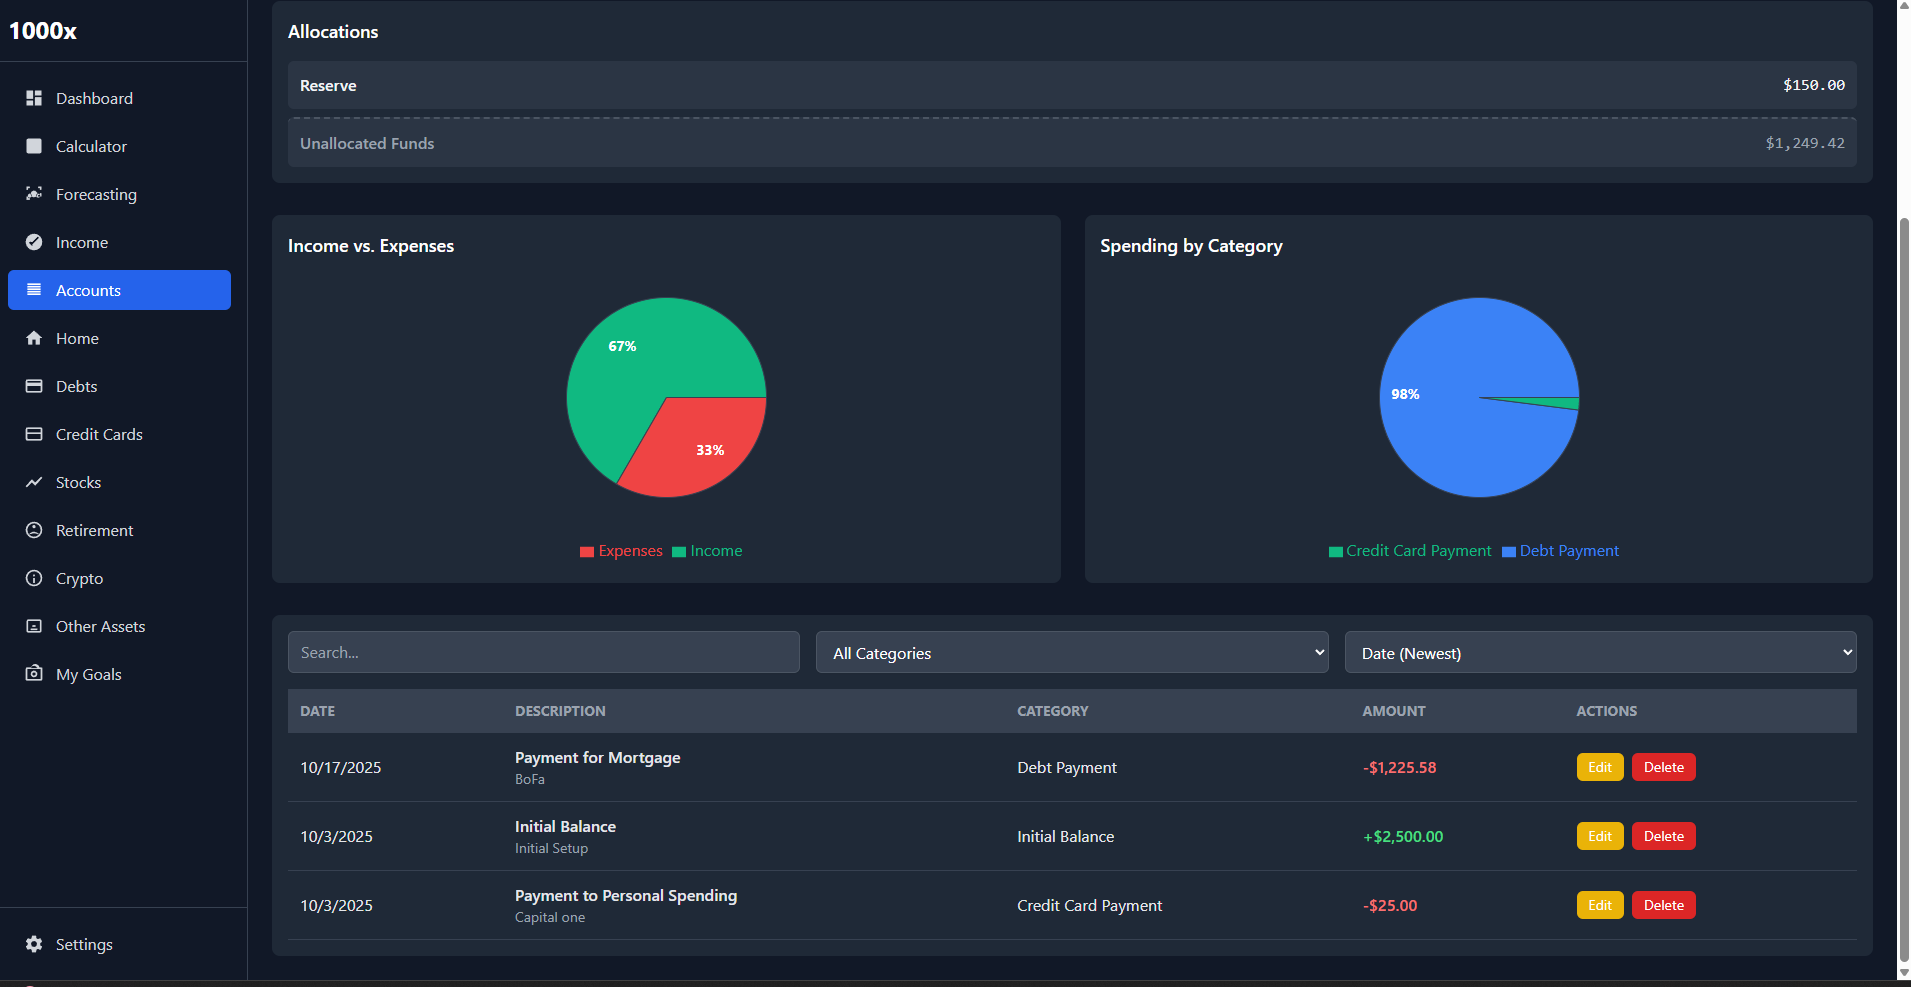 1000x
Dashboard
Calculator
Forecasting
Income
Accounts
Home
Debts
Credit Cards
Stocks
Retirement
Crypto
Other Assets
My Goals
Settings
Allocations
Reserve $150.00
Unallocated Funds $1,249.42
Income vs. Expenses
67%
33%
Expenses Income
Spending by Category
98%
Credit Card Payment Debt Payment
Search... All Categories Date (Newest)
DATE DESCRIPTION CATEGORY AMOUNT ACTIONS
10/17/2025 Payment for Mortgage Debt Payment -$1,225.58 Edit Delete
BoFa
10/3/2025 Initial Balance Initial Balance +$2,500.00 Edit Delete
Initial Setup
10/3/2025 Payment to Personal Spending Credit Card Payment -$25.00 Edit Delete
Capital one